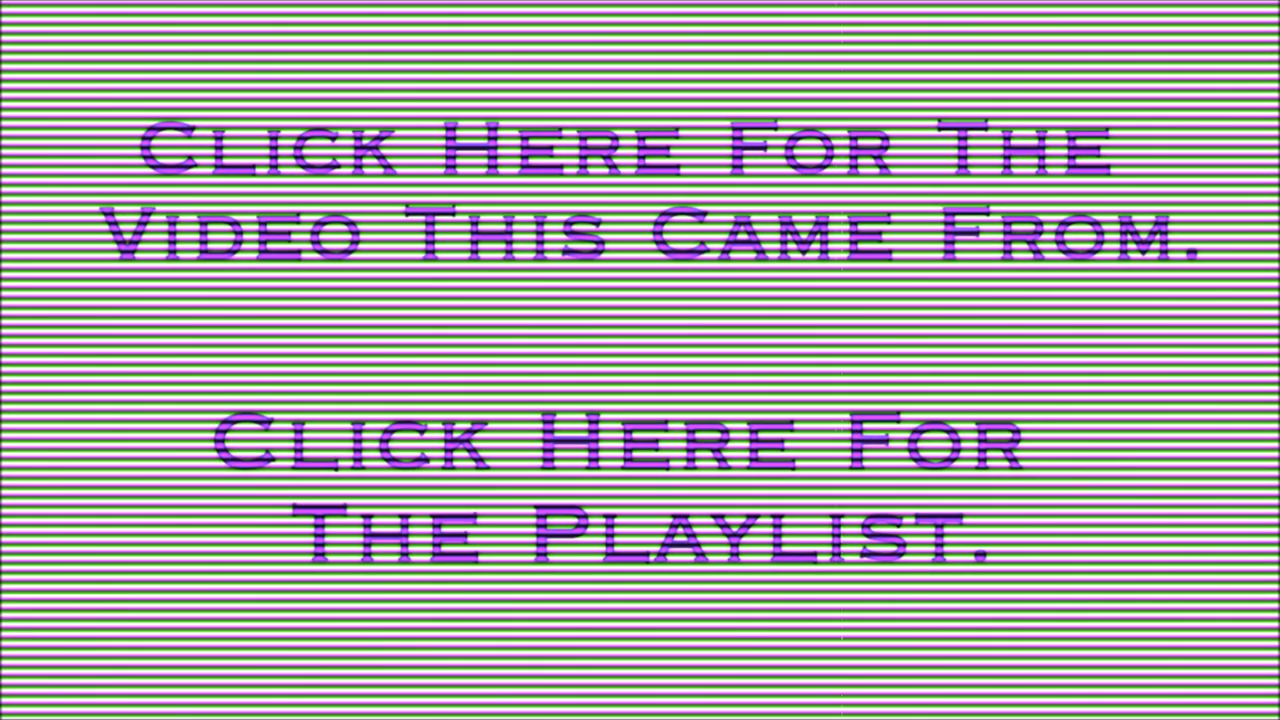 Click Here For The
Video This Came From.
Click Here For
The Playlist.